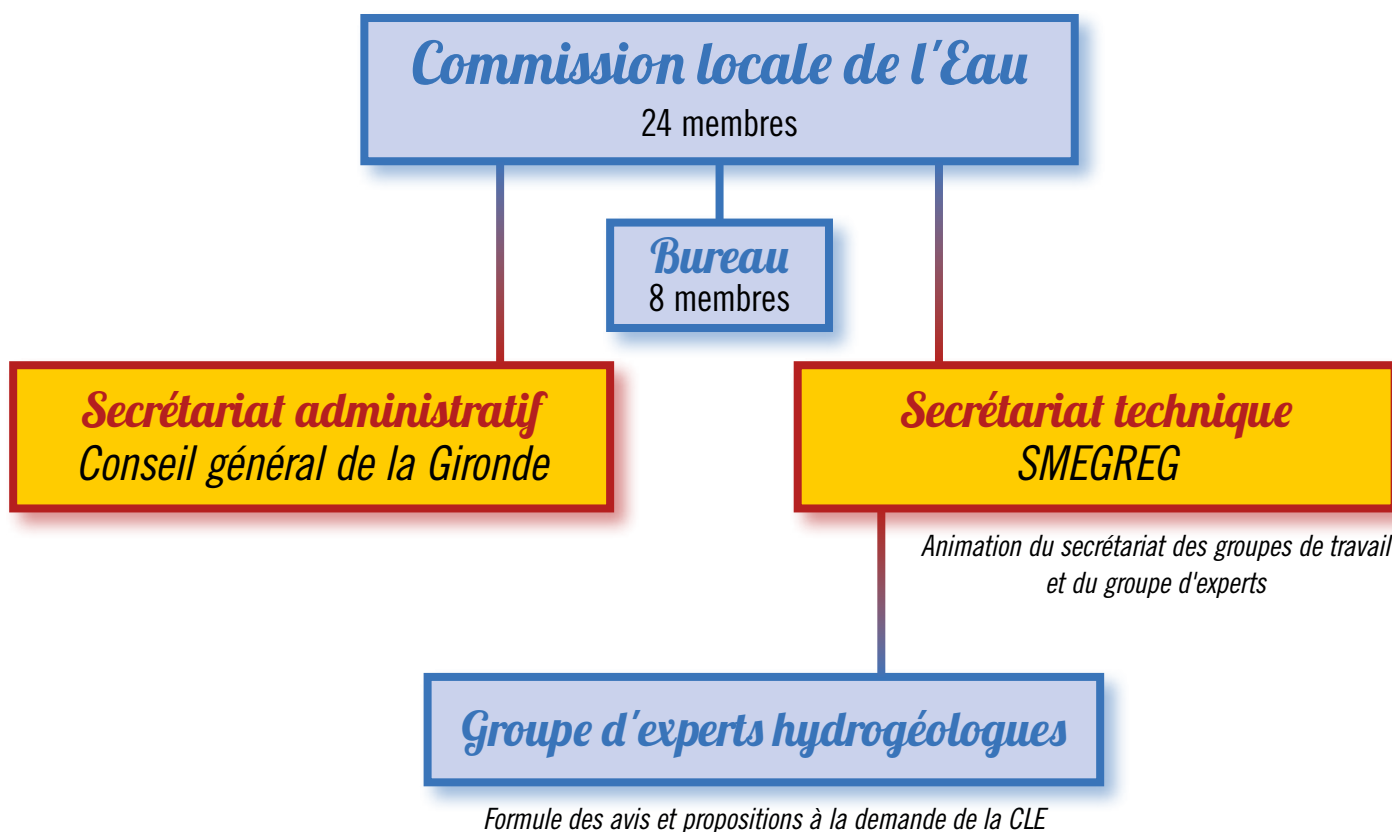 Commission locale de l'Eau
24 membres
Bureau
8 membres
Secrétariat administratif
Conseil général de la Gironde
Secrétariat technique
SMEGREG
Animation du secrétariat des groupes de travail
et du groupe d'experts
Groupe d'experts hydrogéologues
Formule des avis et propositions à la demande de la CLE